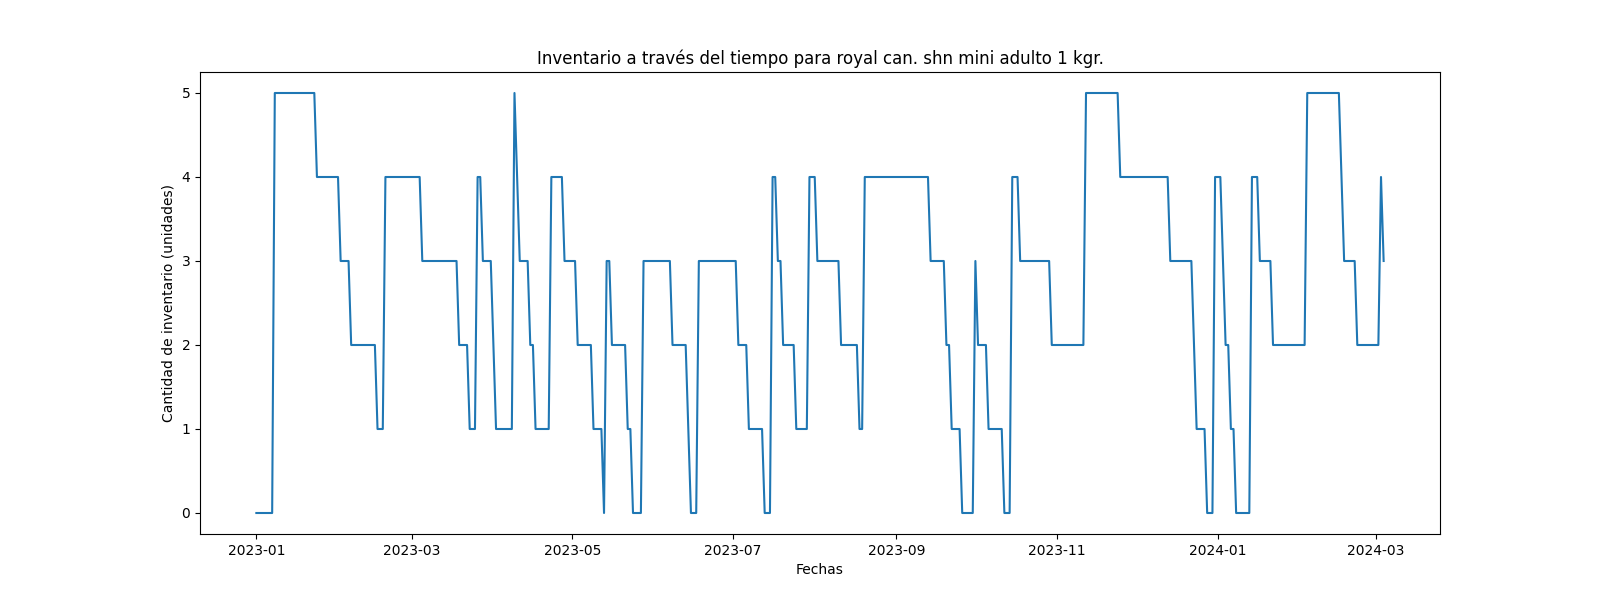 Inventario a través del tiempo para royal can. shn mini adulto 1 kgr.
Cantidad de inventario (unidades)
5
4
3
2
1
0
2023-01 2023-03 2023-05 2023-07 2023-09 2023-11 2024-01 2024-03
Fechas